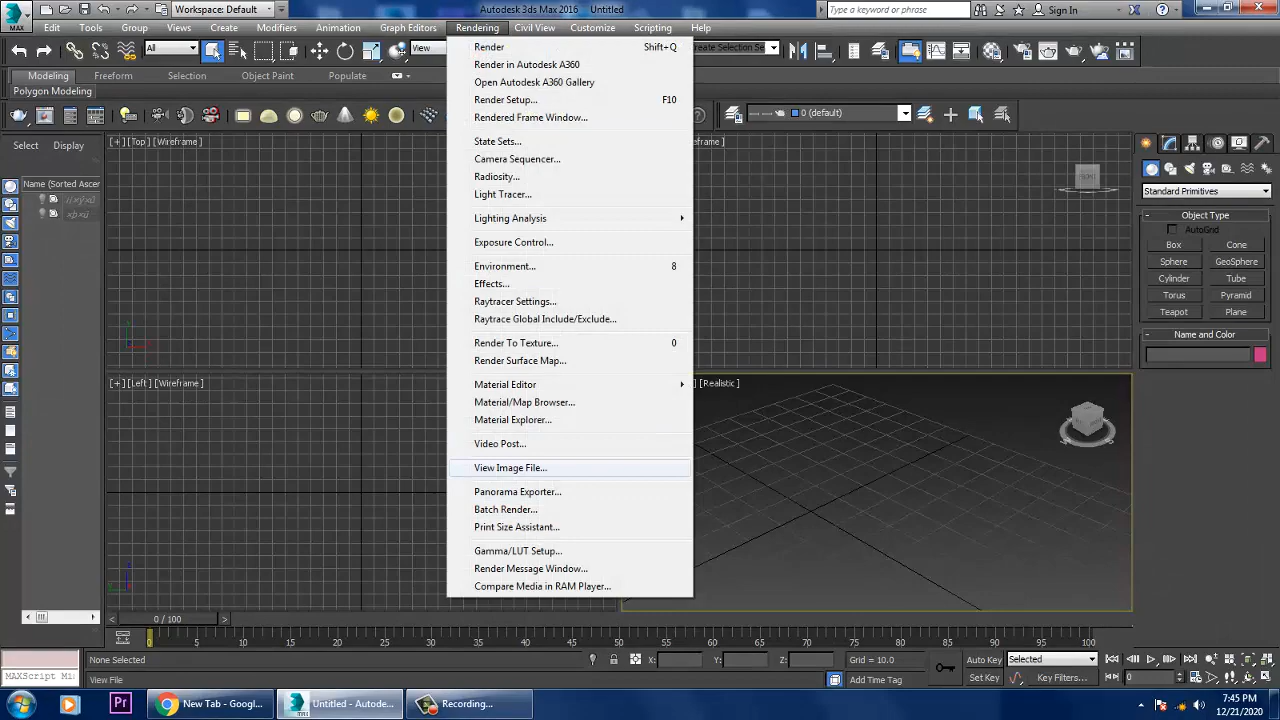 MAX
Workspace: Default
Autodesk 3ds Max 2016 Untitled
Type a keyword or phrase
Sign In
Edit Tools Group Views Create Modifiers Animation Graph Editors Rendering Civil View Customize Scripting Help
All
View
Create Selection Se
Modeling Freeform Selection Object Paint Populate
Polygon Modeling
0 (default)
Select Display
Name (Sorted Ascer
[+] [Top] [Wireframe]
[+] [Left] [Wireframe]
] [Realistic]
FRONT
Render Shift+Q
Render in Autodesk A360
Open Autodesk A360 Gallery
Render Setup... F10
Rendered Frame Window...
State Sets...
Camera Sequencer...
Radiosity...
Light Tracer...
Lighting Analysis
Exposure Control...
Environment... 8
Effects...
Raytracer Settings...
Raytrace Global Include/Exclude...
Render To Texture... 0
Render Surface Map...
Material Editor
Material/Map Browser...
Material Explorer...
Video Post...
View Image File...
Panorama Exporter...
Batch Render...
Print Size Assistant...
Gamma/LUT Setup...
Render Message Window...
Compare Media in RAM Player...
Standard Primitives
Object Type
AutoGrid
Box Cone
Sphere GeoSphere
Cylinder Tube
Torus Pyramid
Teapot Plane
Name and Color
0 / 100
0 5 10 15 20 25 30 35 40 45 50 55 60 65 70 75 80 85 90 95 100
None Selected
X: Y: Z: Grid = 10.0
Auto Key Selected
MAXScript Mi
View File
Add Time Tag
Set Key Key Filters...
0
New Tab - Googl...
Untitled - Autode...
Recording...
7:45 PM
12/21/2020